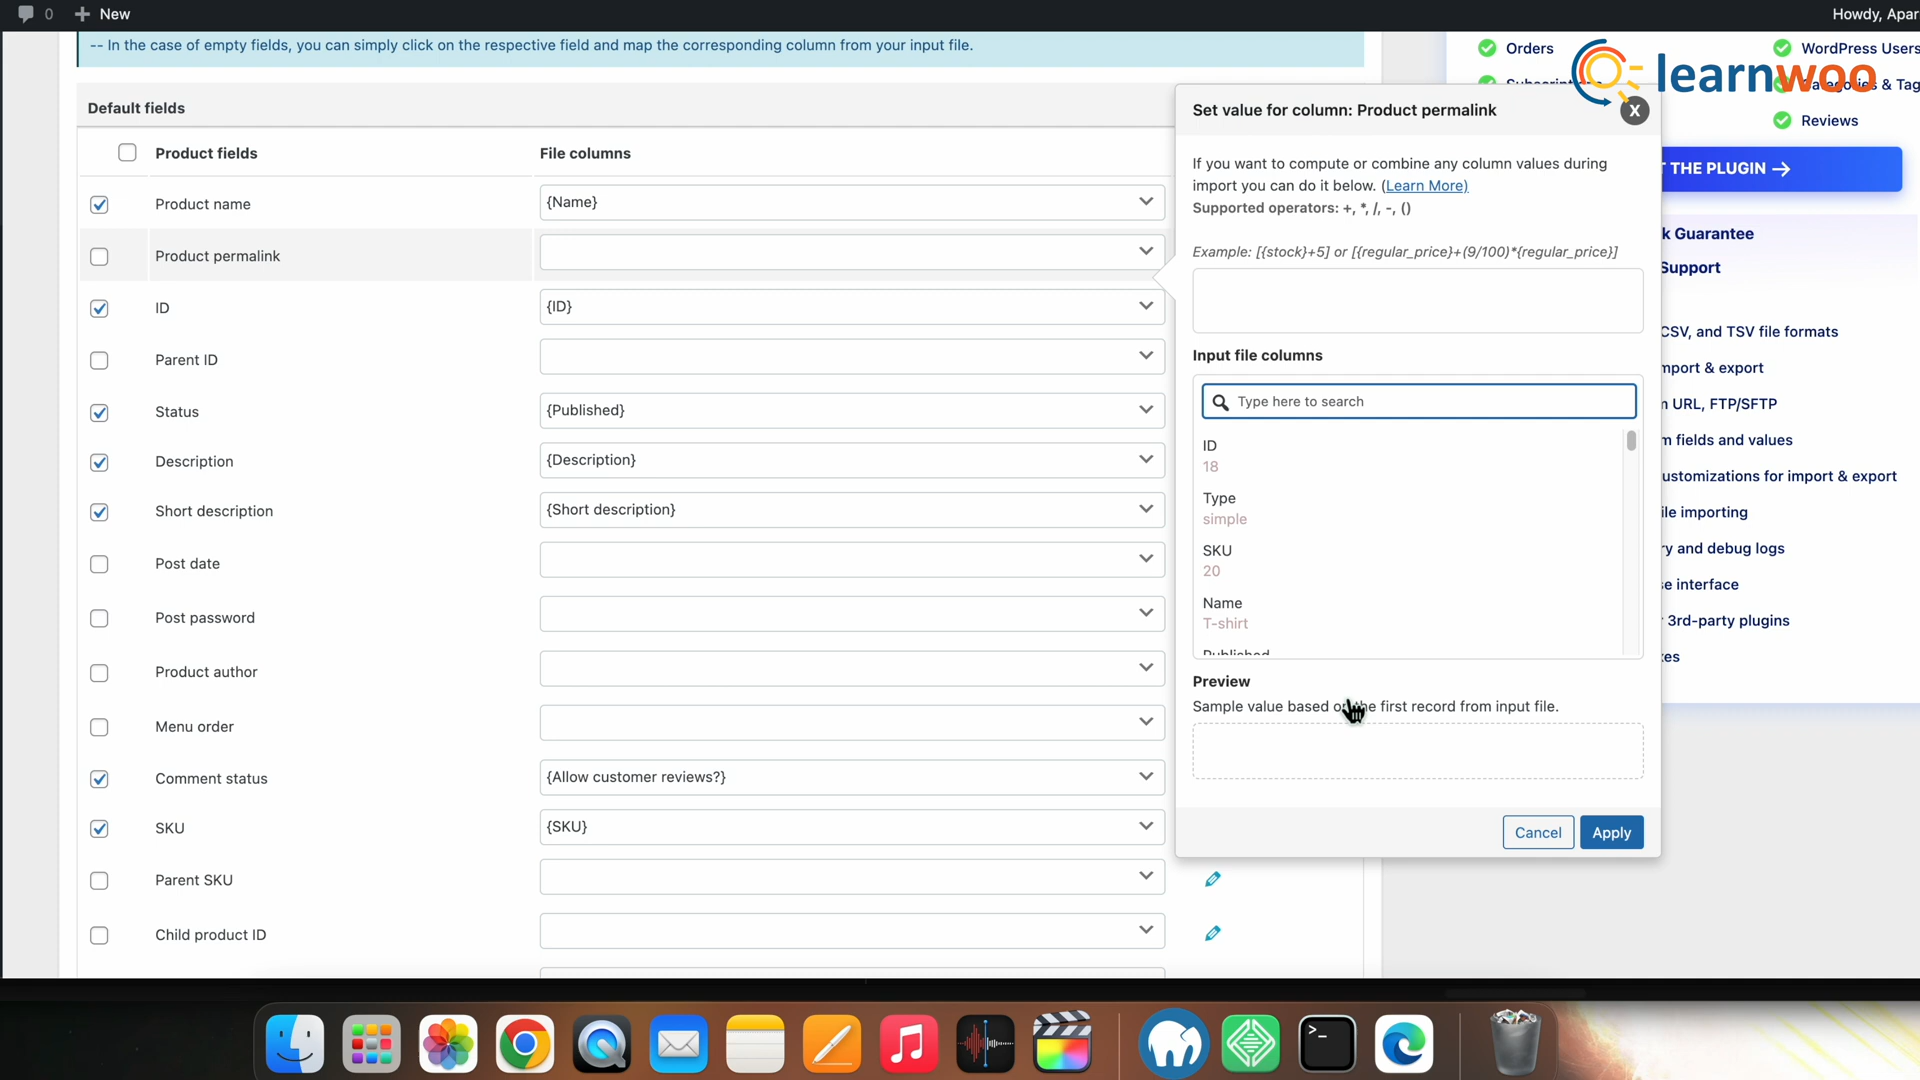 0
New
Howdy, Apar
-- In the case of empty fields, you can simply click on the respective field and map the corresponding column from your input file.
Default fields
Product fields
File columns
Product name
{Name}
Product permalink
ID
{ID}
Parent ID
Status
{Published}
Description
{Description}
Short description
{Short description}
Post date
Post password
Product author
Menu order
Comment status
{Allow customer reviews?}
SKU
{SKU}
Parent SKU
Child product ID
Set value for column: Product permalink
X
If you want to compute or combine any column values during
import you can do it below. (Learn More)
Supported operators: +, *, /, -, ()
Example: [{stock}+5] or [{regular_price}+(9/100)*{regular_price}]
Input file columns
Type here to search
ID
18
Type
simple
SKU
20
Name
T-shirt
Published
Preview
Sample value based on the first record from input file.
Cancel
Apply
Orders
WordPress Users
learnwoo
& Tag
Reviews
THE PLUGIN →
k Guarantee
Support
CSV, and TSV file formats
mport & export
URL, FTP/SFTP
m fields and values
ustomizations for import & export
ile importing
ry and debug logs
se interface
3rd-party plugins